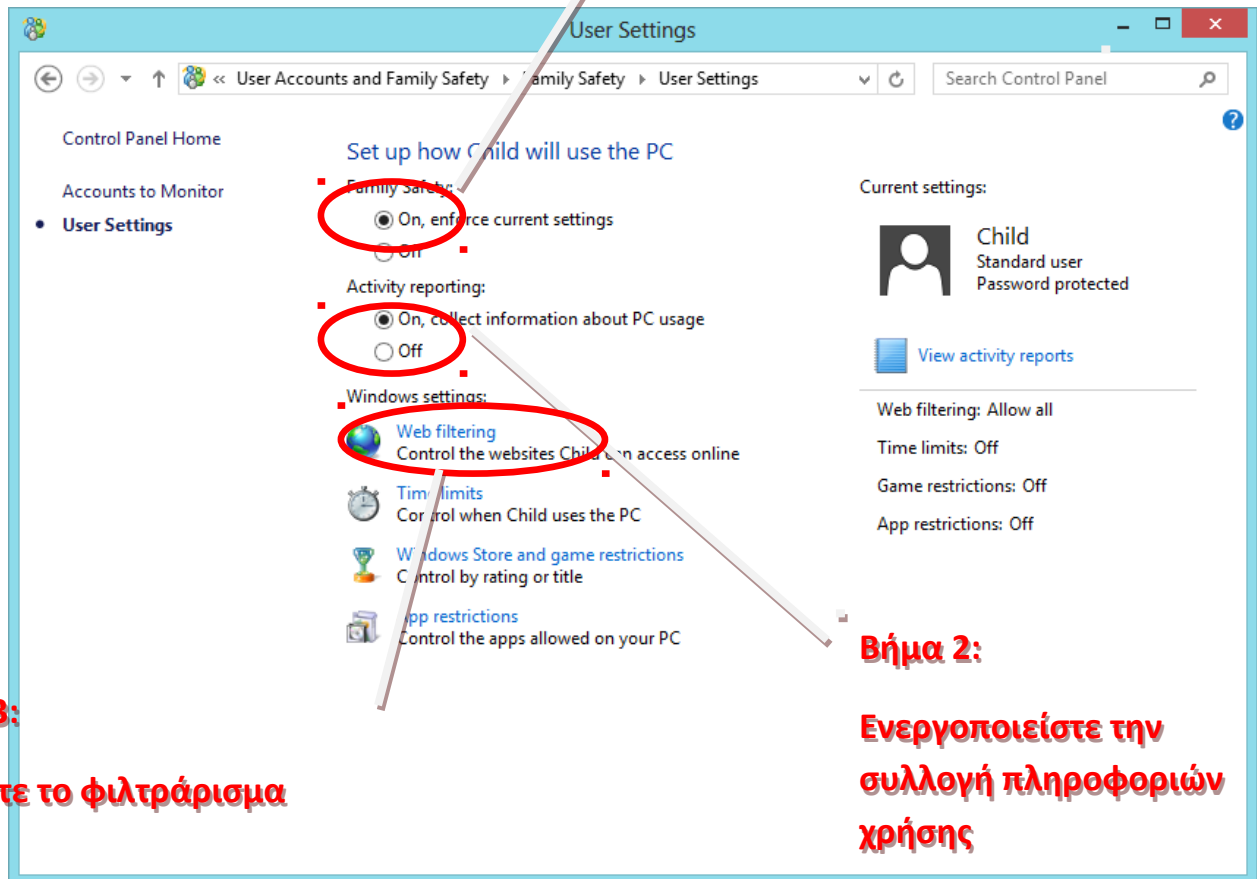 User Settings
« User Accounts and Family Safety Family Safety User Settings
Search Control Panel
Control Panel Home
Accounts to Monitor
User Settings
Set up how Child will use the PC
Family Safety:
On, enforce current settings
Off
Activity reporting:
On, collect information about PC usage
Off
Windows settings:
Web filtering
Control the websites Child can access online
Time limits
Control when Child uses the PC
Windows Store and game restrictions
Control by rating or title
App restrictions
Control the apps allowed on your PC
Current settings:
Child
Standard user
Password protected
View activity reports
Web filtering: Allow all
Time limits: Off
Game restrictions: Off
App restrictions: Off
Βήμα 2:
Ενεργοποιείστε την
συλλογή πληροφοριών
χρήσης
3:
τε το φιλτράρισμα